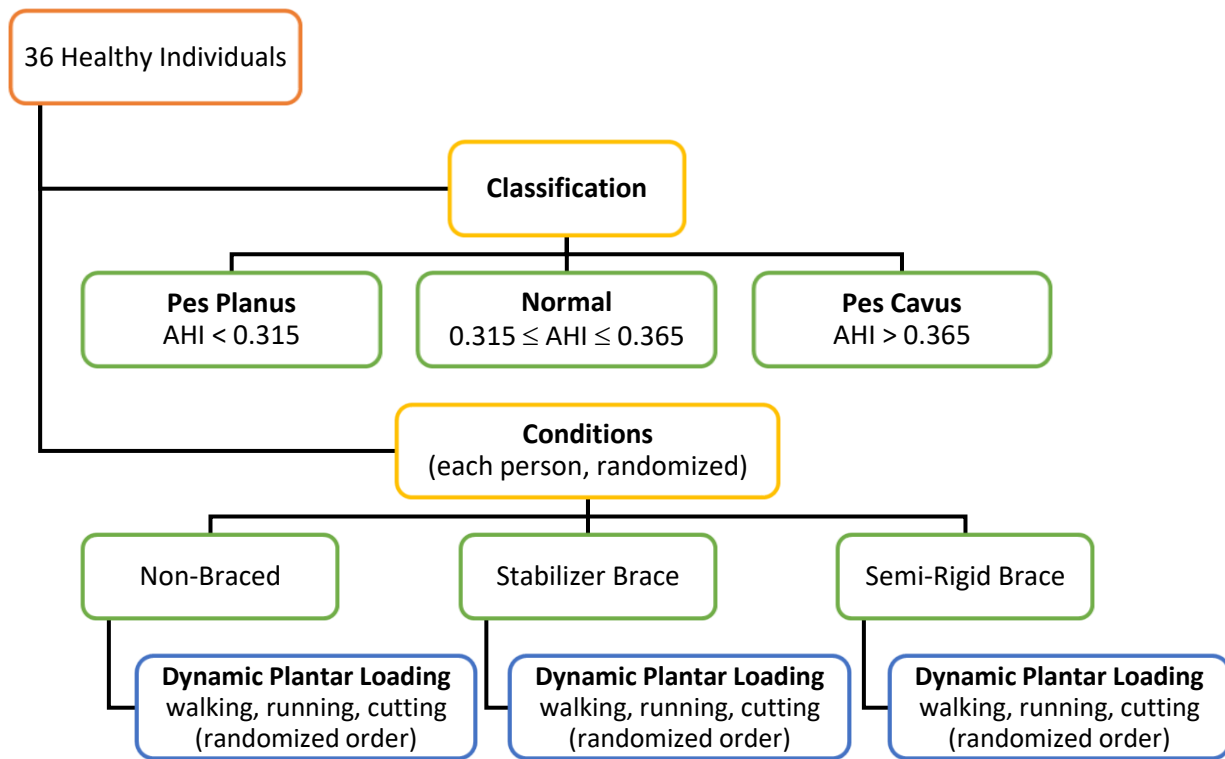 36 Healthy Individuals
Classification
Pes Planus
AHI < 0.315
Normal
0.315 ≤ AHI ≤ 0.365
Pes Cavus
AHI > 0.365
Conditions
(each person, randomized)
Non-Braced
Stabilizer Brace
Semi-Rigid Brace
Dynamic Plantar Loading
walking, running, cutting
(randomized order)
Dynamic Plantar Loading
walking, running, cutting
(randomized order)
Dynamic Plantar Loading
walking, running, cutting
(randomized order)